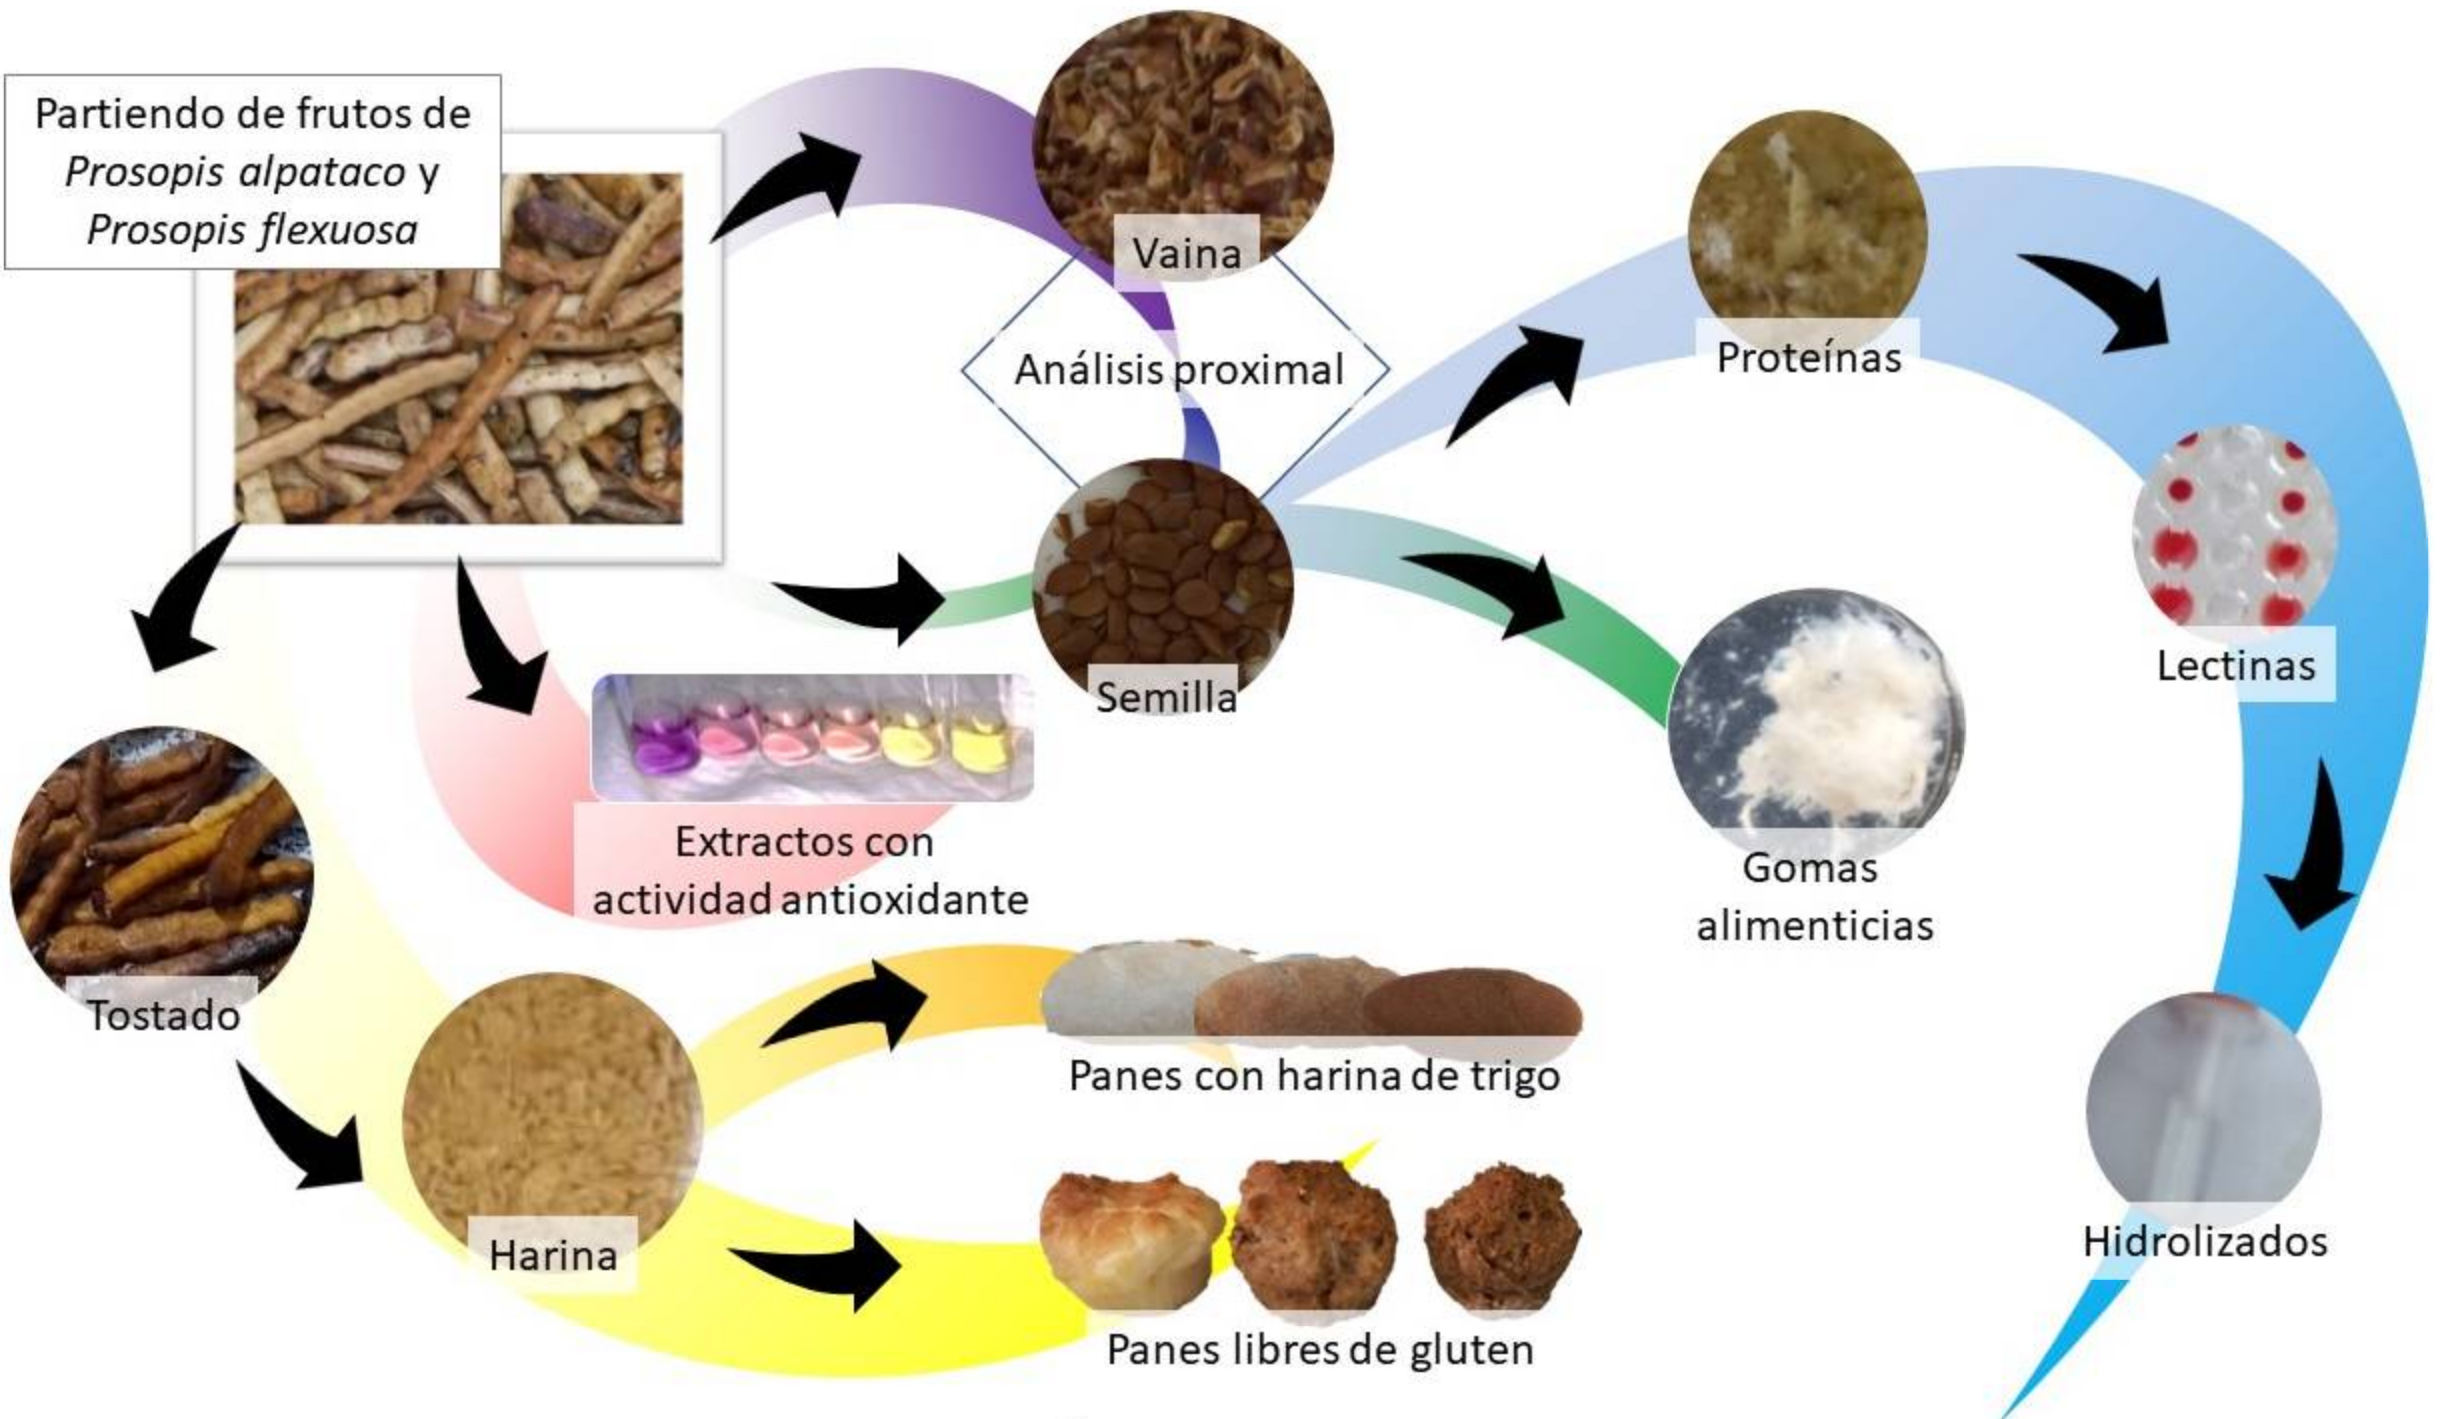 Partiendo de frutos de
Prosopis alpataco y
Prosopis flexuosa
Vaina
Análisis proximal
Proteínas
Lectinas
Semilla
Extractos con
actividad antioxidante
Gomas
alimenticias
Tostado
Harina
Panes con harina de trigo
Panes libres de gluten
Hidrolizados